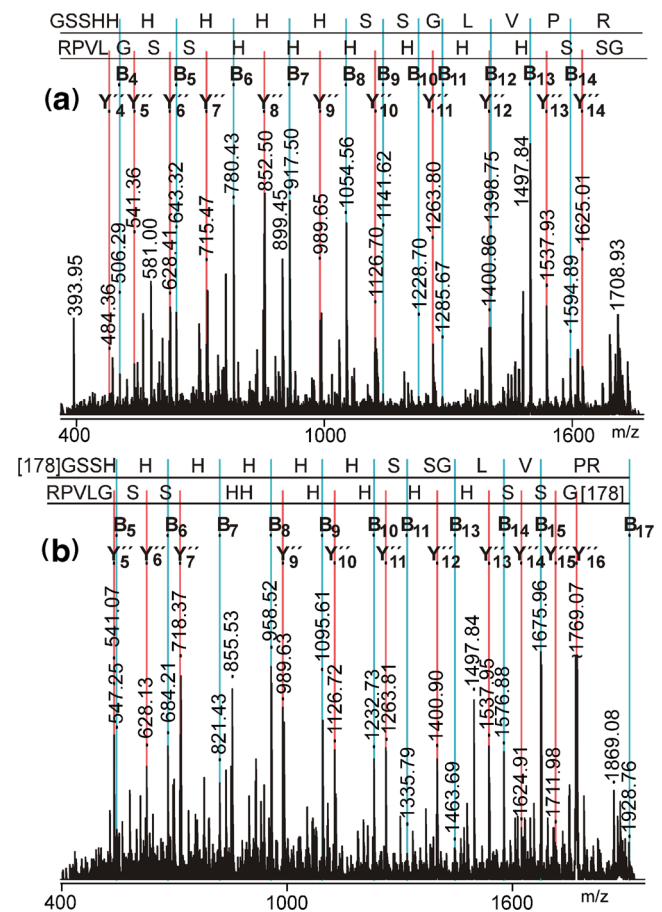 GSSHH H H H H S S G L V P R
RPVL G S S H H H H H H S SG
B4 B5 B6 B7 B8 B9 B10 B11 B12 B13 B14
(a)
Y´´4 Y´´5 Y´´6 Y´´7 Y´´8 Y´´9 Y´´10 Y´´11 Y´´12 Y´´13 Y´´14
393.95 484.36 506.29 541.36 581.00 628.41 643.32 715.47 780.43 852.50 899.45 917.50 989.65 1054.56 1126.70 1141.62 1228.70 1263.80 1285.67 1400.86 1398.75 1497.84 1537.93 1594.89 1625.01 1708.93
400 1000 1600 m/z
[178]GSSH H H H H H S SG L V PR
RPVLG S S HH H H H H S S G[178]
B5 B6 B7 B8 B9 B10 B11 B13 B14 B15 B17
(b)
Y´´5 Y´´6 Y´´7 Y´´9 Y´´10 Y´´11 Y´´12 Y´´13 Y´´14 Y´´15 Y´´16
547.25 541.07 628.13 684.21 718.37 821.43 855.53 958.52 989.63 1095.61 1126.72 1232.73 1263.81 1335.79 1400.90 1463.69 1497.84 1537.95 1576.88 1624.91 1675.96 1711.98 1769.07 1869.08 1928.76
400 1000 1600 m/z